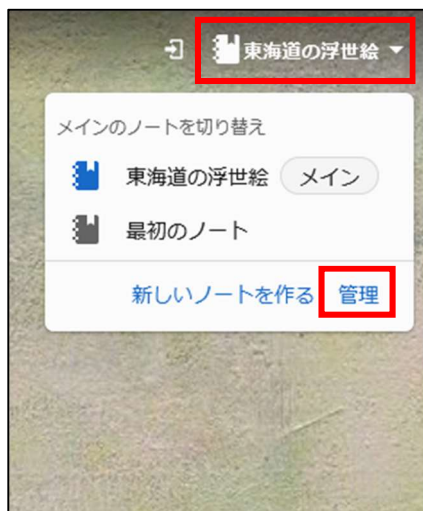 東海道の浮世絵
メインのノートを切り替え
東海道の浮世絵 メイン
最初のノート
新しいノートを作る 管理